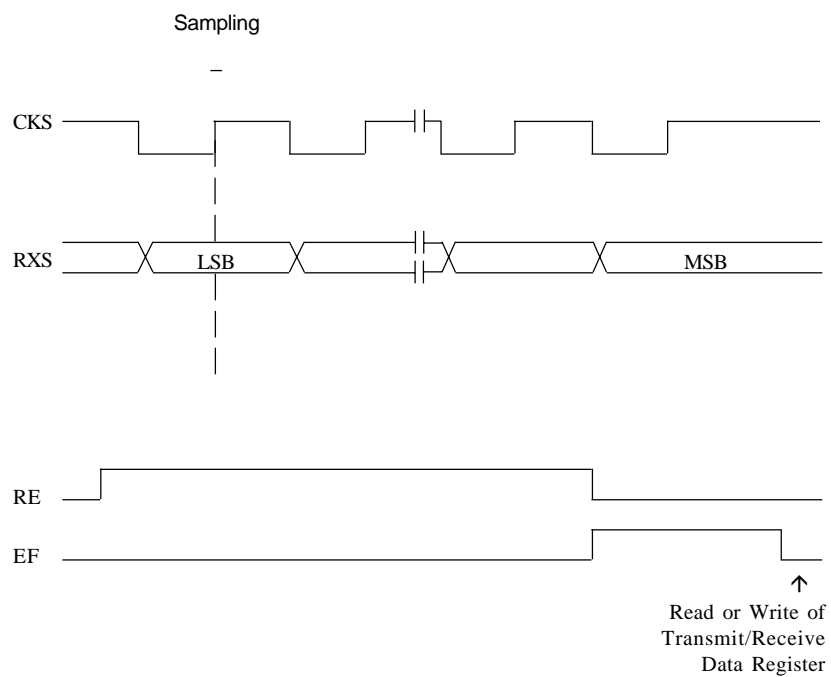 Sampling
CKS
RXS
LSB
MSB
RE
EF
Read or Write of
Transmit/Receive
Data Register